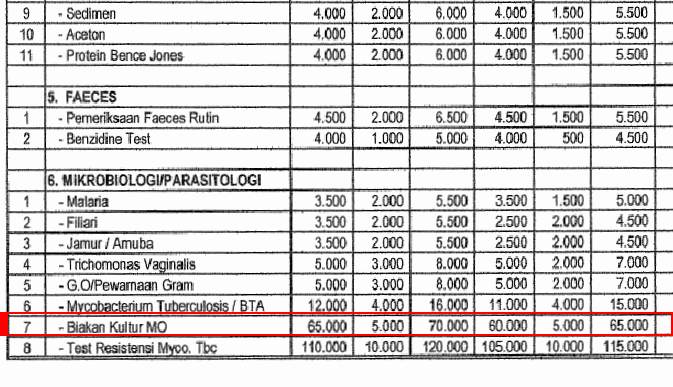 9 - Sedimen 4.000 2.000 6.000 4.000 1.500 5.500
10 - Aceton 4.000 2.000 6.000 4.000 1.500 5.500
11 - Protein Bence Jones 4.000 2.000 6.000 4.000 1.500 5.500
5. FAECES
1 - Pemeriksaan Faeces Rutin 4.500 2.000 6.500 4.500 1.500 5.500
2 - Benzidine Test 4.000 1.000 5.000 4.000 500 4.500
6. MIKROBIOLOGI/PARASITOLOGI
1 - Malaria 3.500 2.000 5.500 3.500 1.500 5.000
2 - Filiari 3.500 2.000 5.500 2.500 2.000 4.500
3 - Jamur / Amuba 3.500 2.000 5.500 2.500 2.000 4.500
4 - Trichomonas Vaginalis 5.000 3.000 8.000 5.000 2.000 7.000
5 - G.O/Pewarnaan Gram 5.000 3.000 8.000 5.000 2.000 7.000
6 - Mycobacterium Tuberculosis / BTA 12.000 4.000 16.000 11.000 4.000 15.000
7 - Biakan Kultur MO 65.000 5.000 70.000 60.000 5.000 65.000
8 - Test Resistensi Myco. Tbc 110.000 10.000 120.000 105.000 10.000 115.000